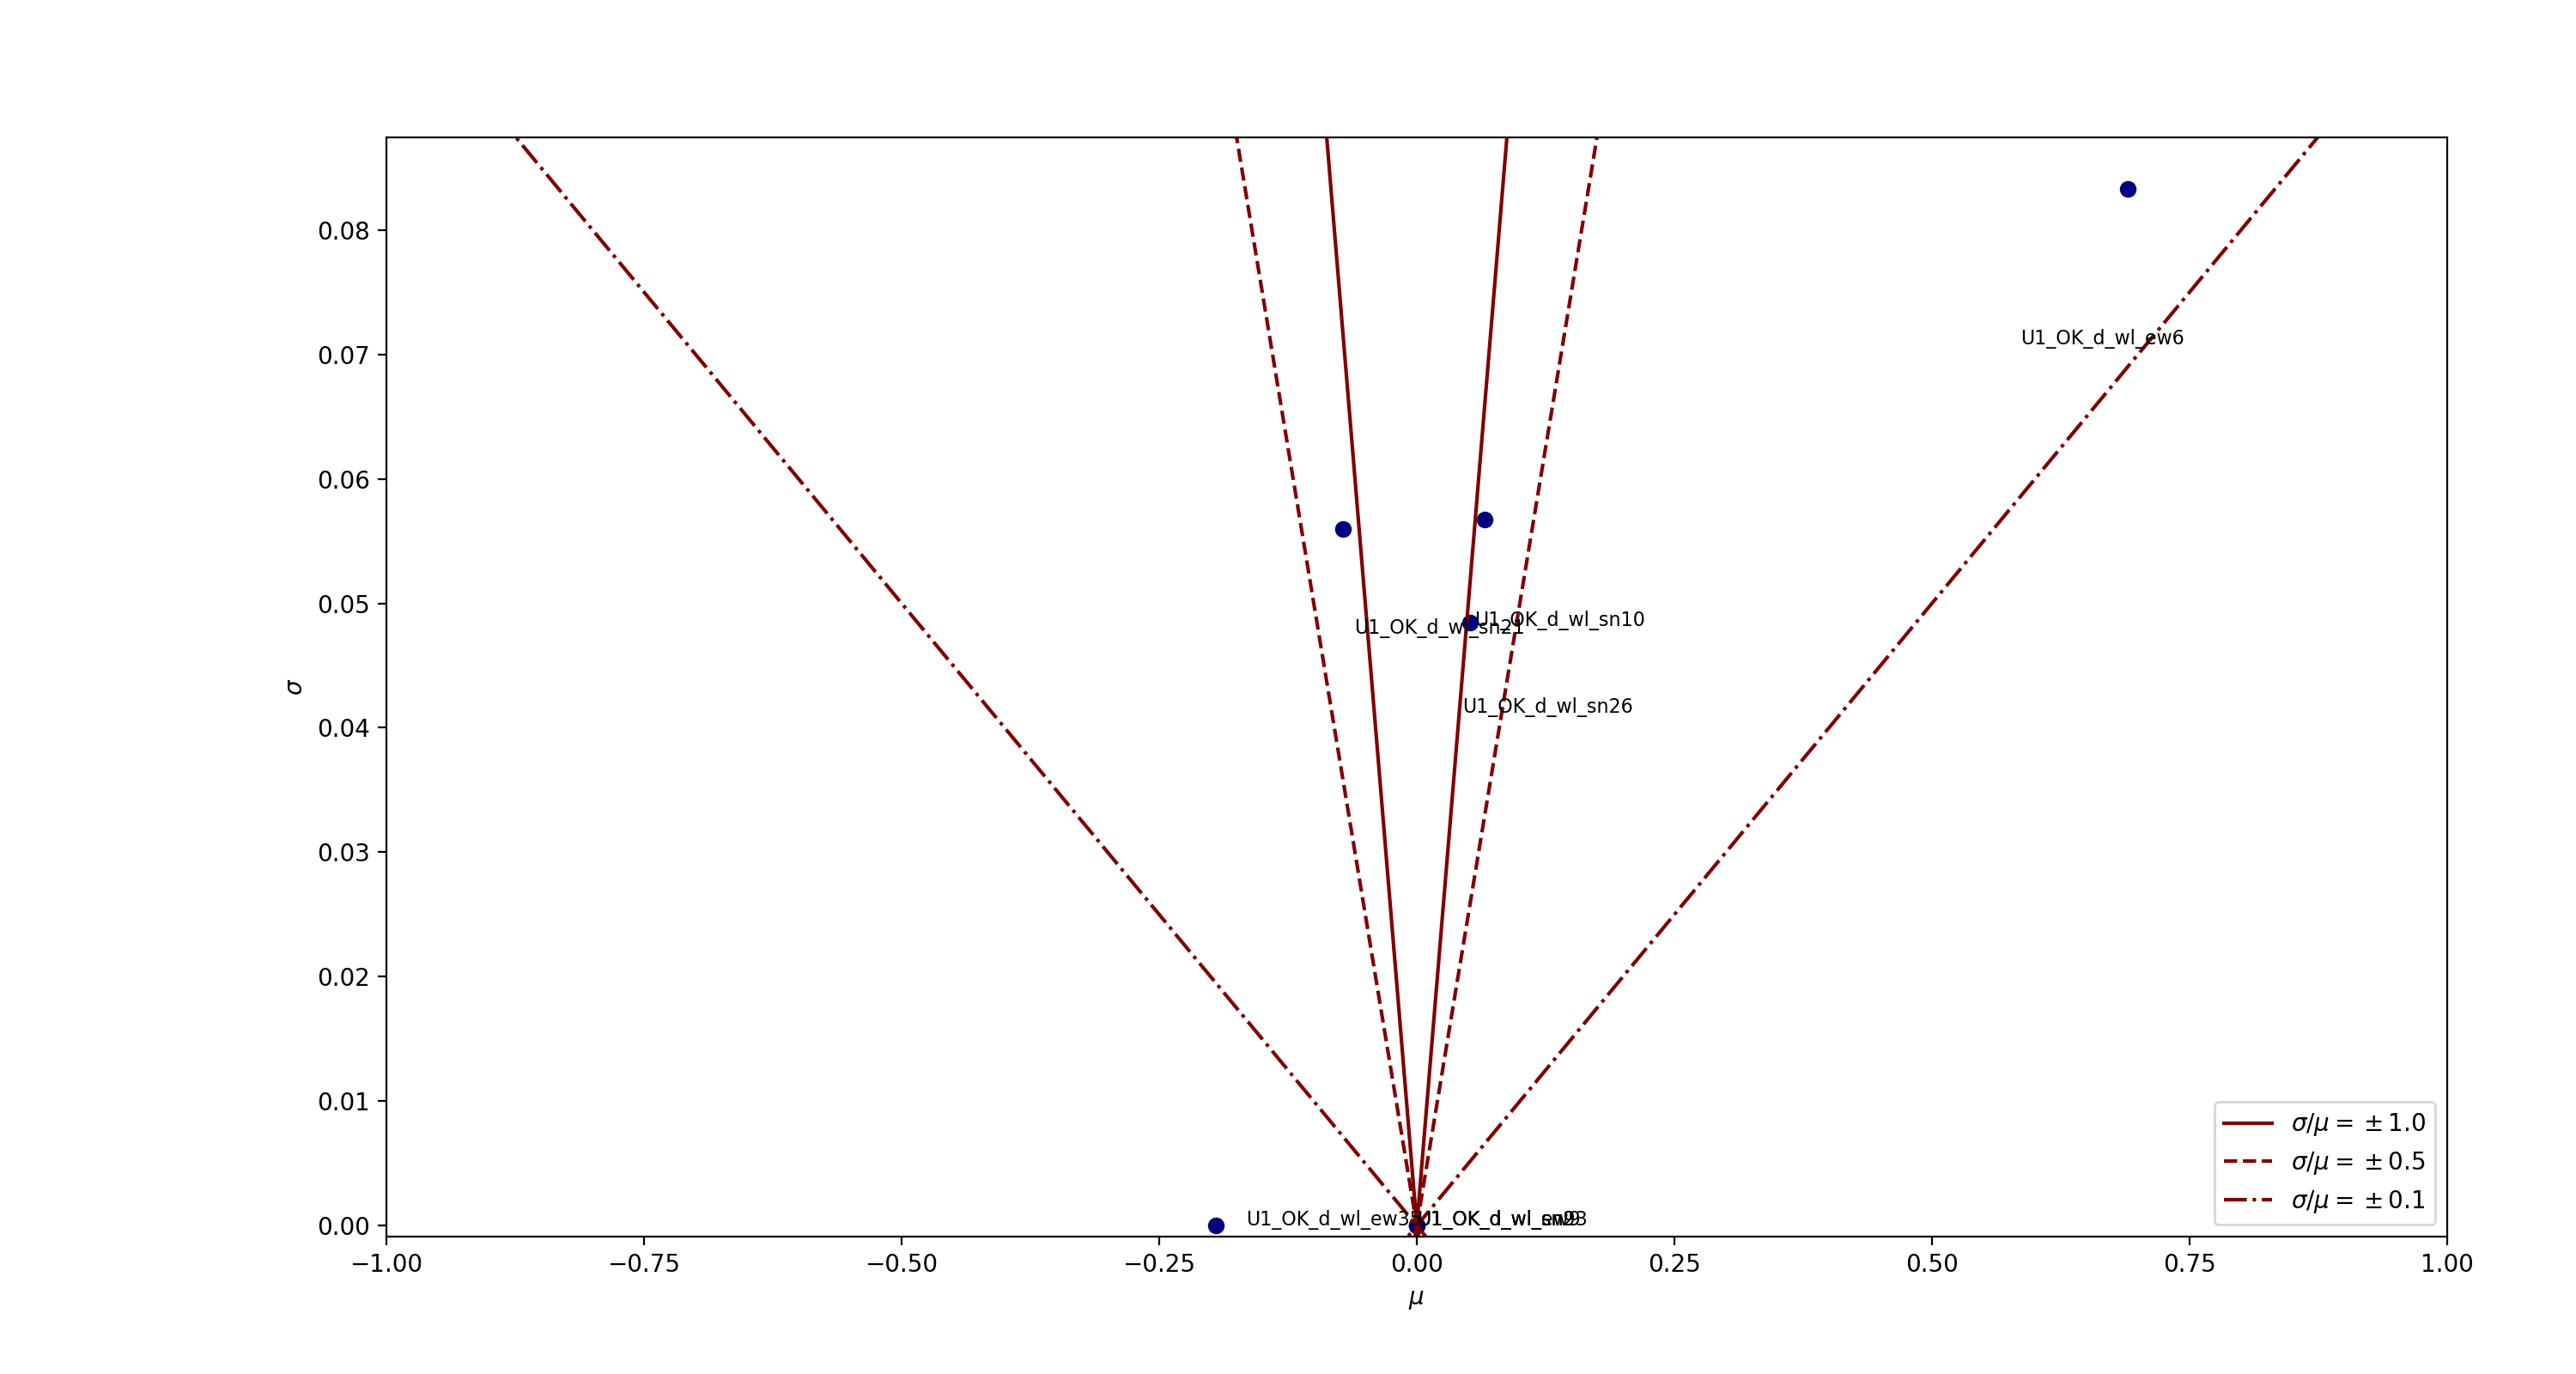 0.08
0.07
0.06
0.05
0.04
0.03
0.02
0.01
0.00
σ
U1_OK_d_wl_ew6
U1_OK_d_wl_sn10
U1_OK_d_wl_sn21
U1_OK_d_wl_sn26
U1_OK_d_wl_ew35
σ/μ = ±1.0
σ/μ = ±0.5
σ/μ = ±0.1
−1.00 −0.75 −0.50 −0.25 0.00 0.25 0.50 0.75 1.00
μ